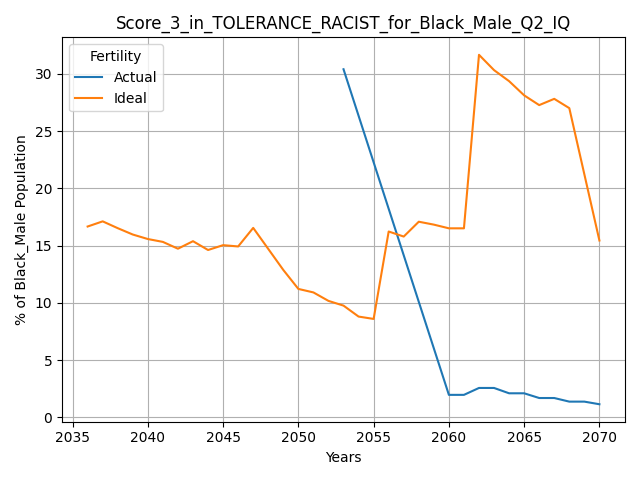 Score_3_in_TOLERANCE_RACIST_for_Black_Male_Q2_IQ
Fertility
Actual
Ideal
% of Black_Male Population
30
25
20
15
10
5
0
2035 2040 2045 2050 2055 2060 2065 2070
Years